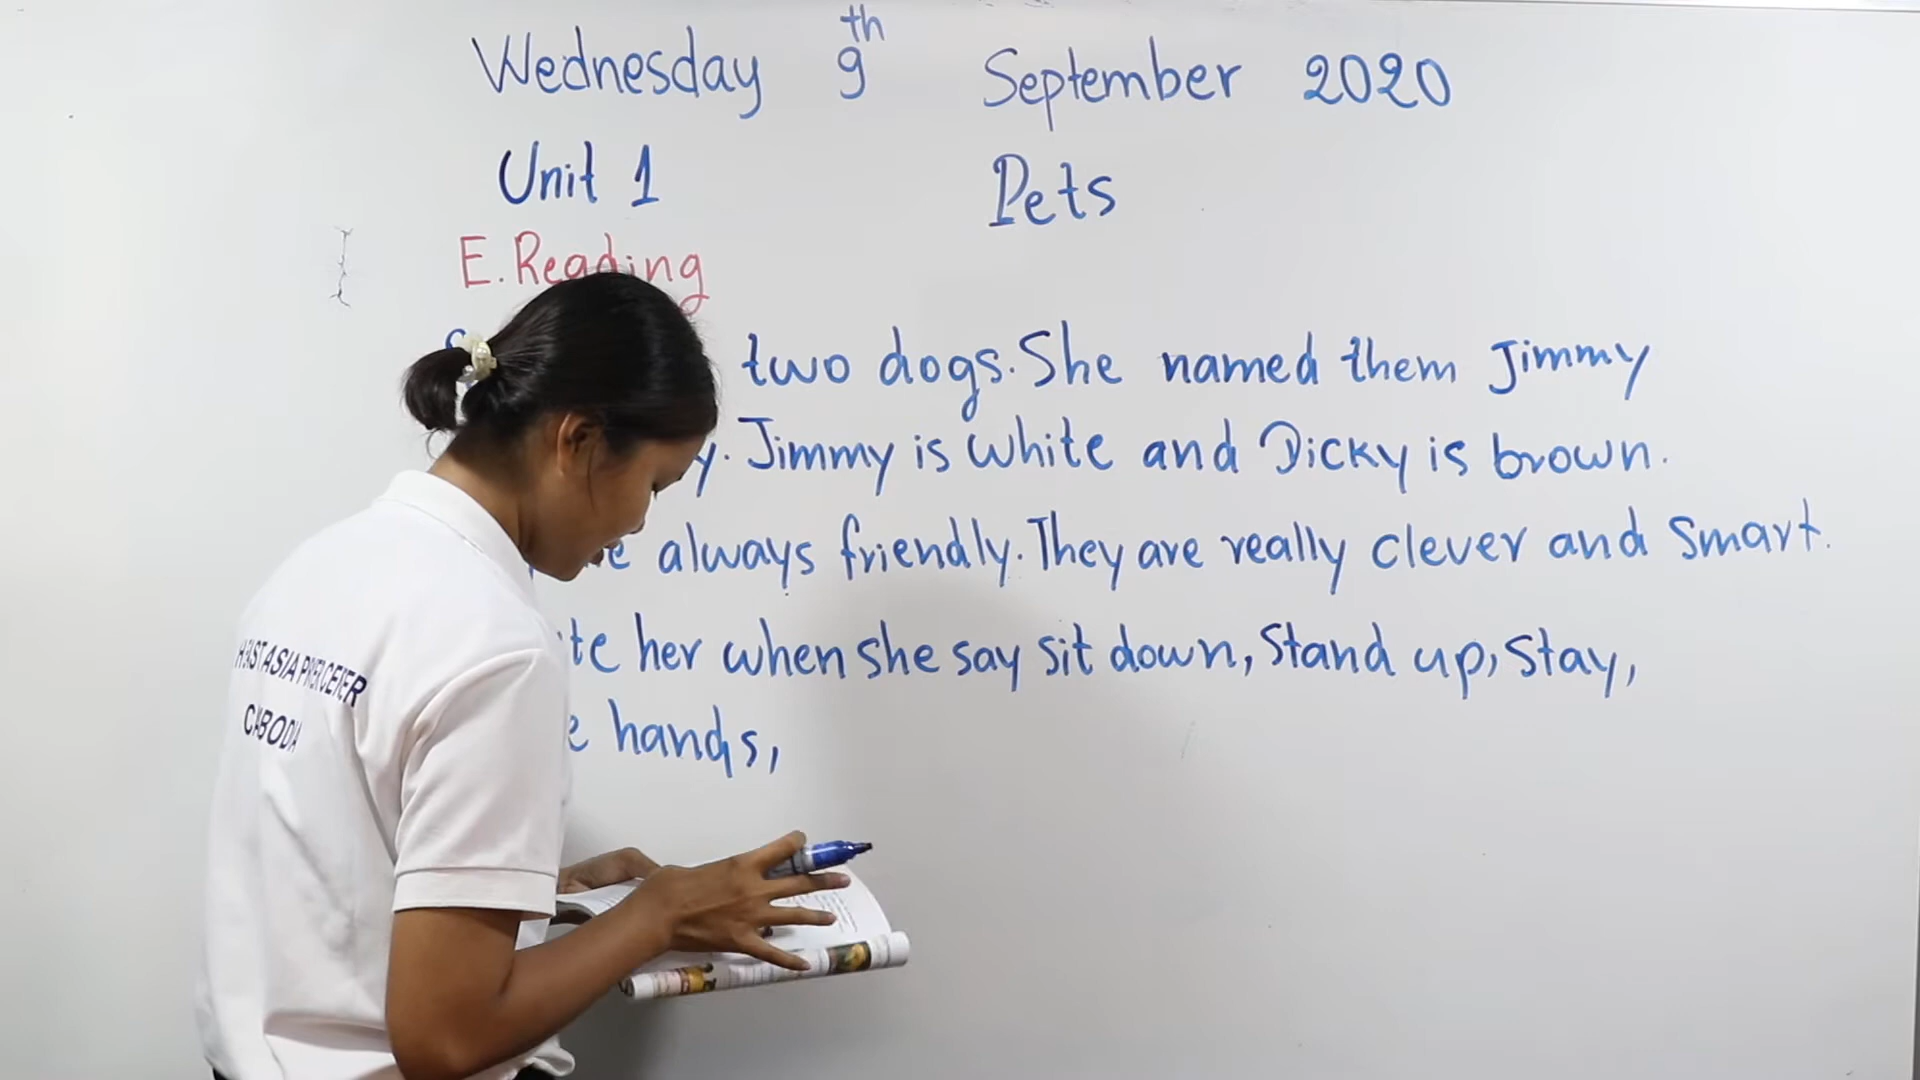 Wednesday 9th September 2020
Unit 1 Pets
E. Reading
two dogs. She named them Jimmy
y. Jimmy is white and Dicky is brown.
always friendly. They are really clever and smart.
her when she say sit down, stand up, stay,
hands,